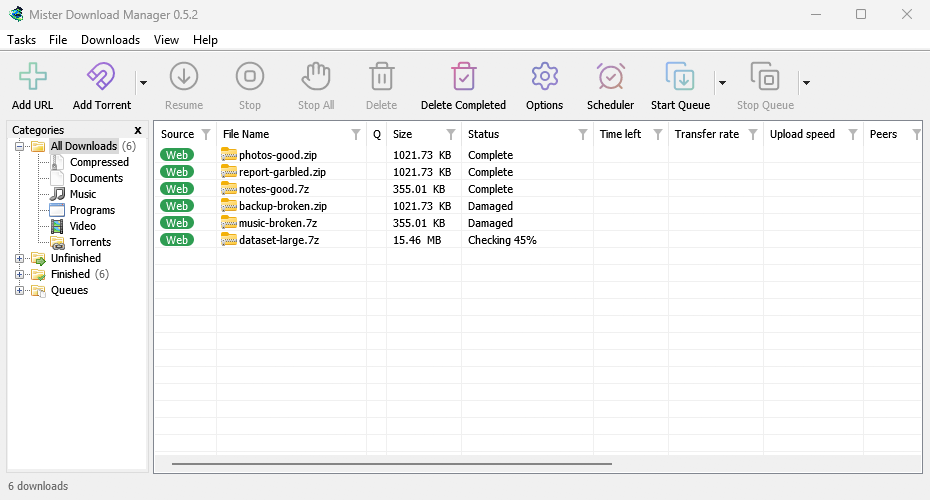 Mister Download Manager 0.5.2
Tasks File Downloads View Help
Add URL Add Torrent Resume Stop Stop All Delete Delete Completed Options Scheduler Start Queue Stop Queue
Categories x
All Downloads (6)
Compressed
Documents
Music
Programs
Video
Torrents
Unfinished
Finished (6)
Queues
Source File Name Q Size Status Time left Transfer rate Upload speed Peers
Web photos-good.zip 1021.73 KB Complete
Web report-garbled.zip 1021.73 KB Complete
Web notes-good.7z 355.01 KB Complete
Web backup-broken.zip 1021.73 KB Damaged
Web music-broken.7z 355.01 KB Damaged
Web dataset-large.7z 15.46 MB Checking 45%
6 downloads